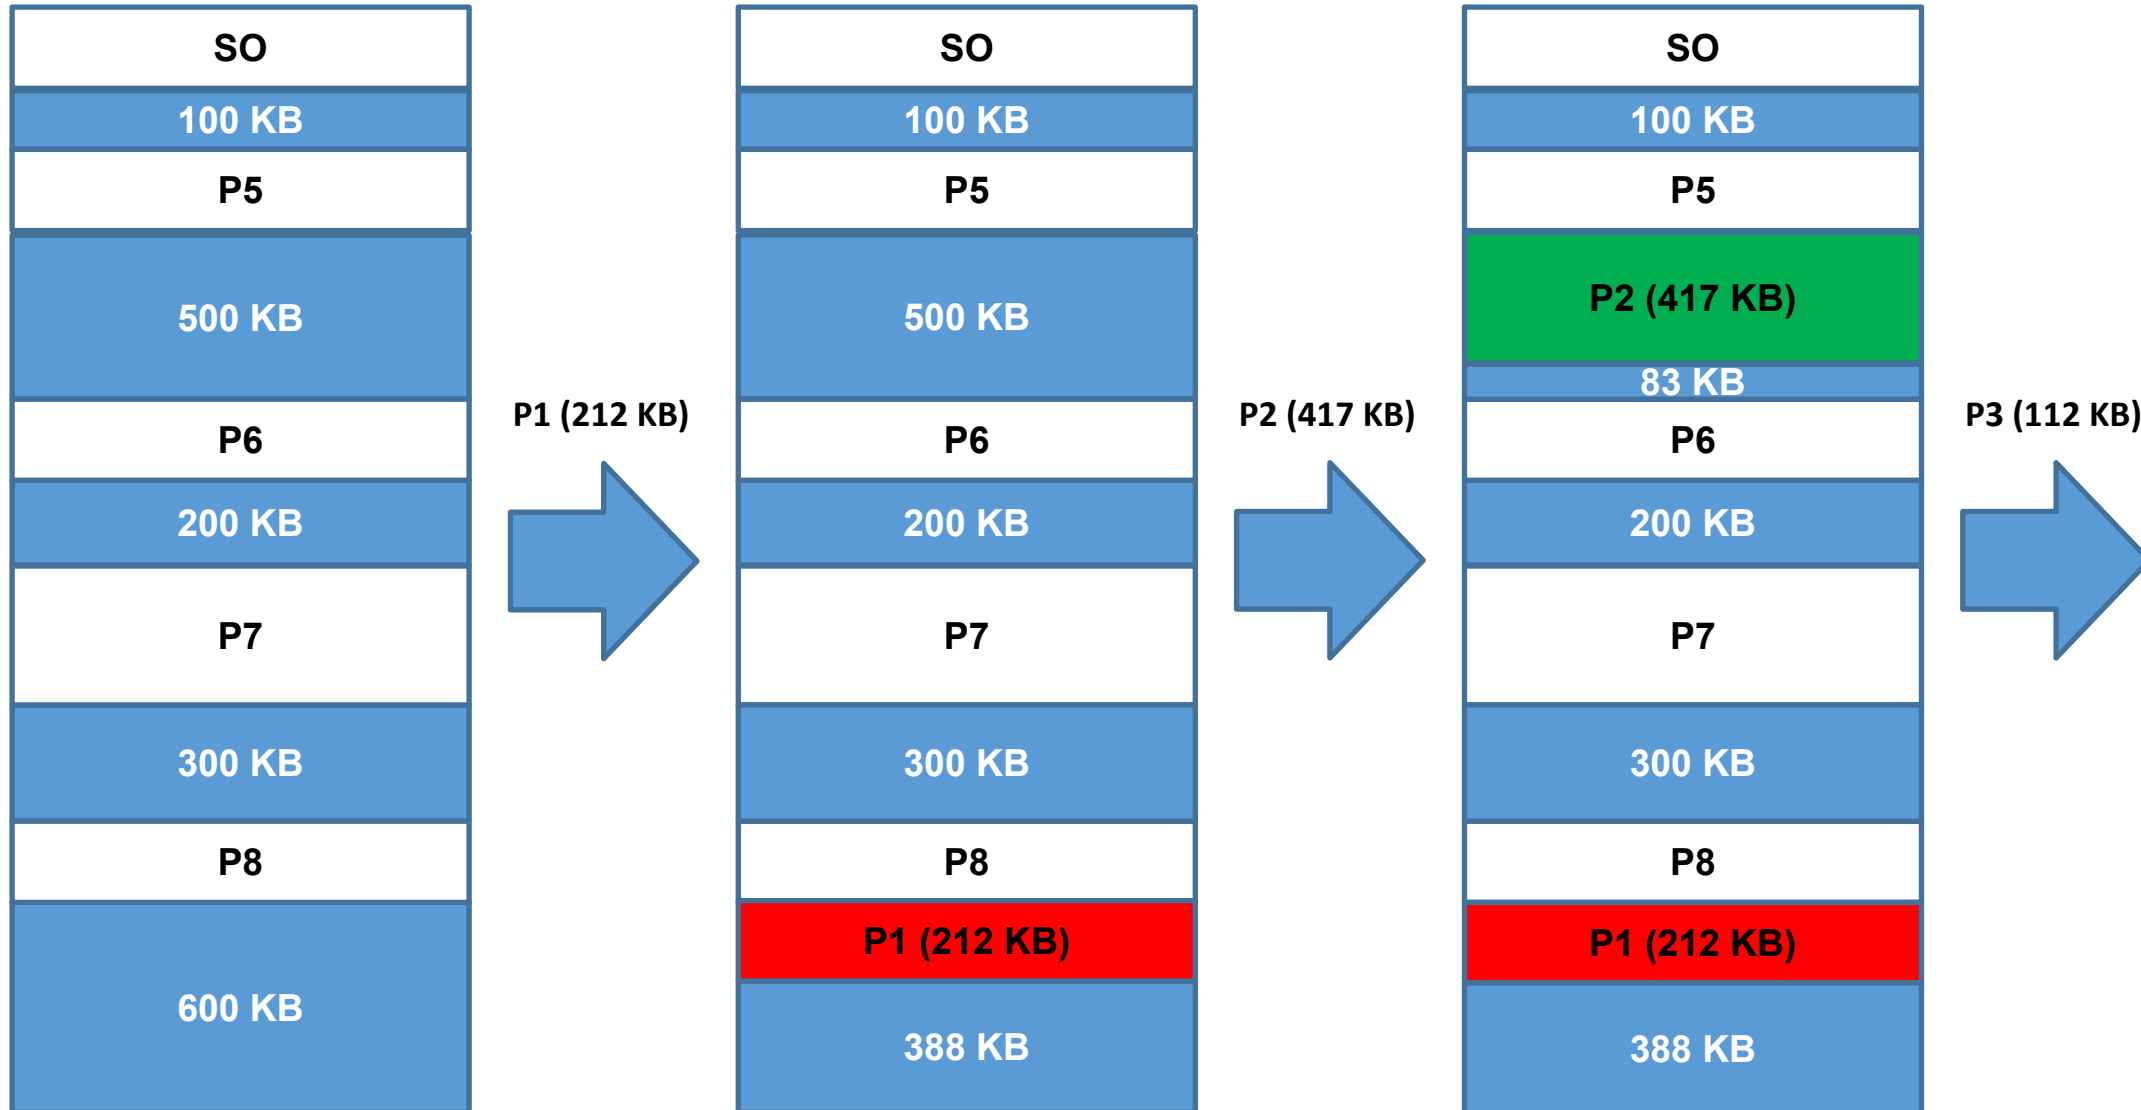 SO
100 KB
P5
500 KB
P6
200 KB
P7
300 KB
P8
600 KB
P1 (212 KB)
SO
100 KB
P5
500 KB
P6
200 KB
P7
300 KB
P8
P1 (212 KB)
388 KB
P2 (417 KB)
SO
100 KB
P5
P2 (417 KB)
83 KB
P6
200 KB
P7
300 KB
P8
P1 (212 KB)
388 KB
P3 (112 KB)